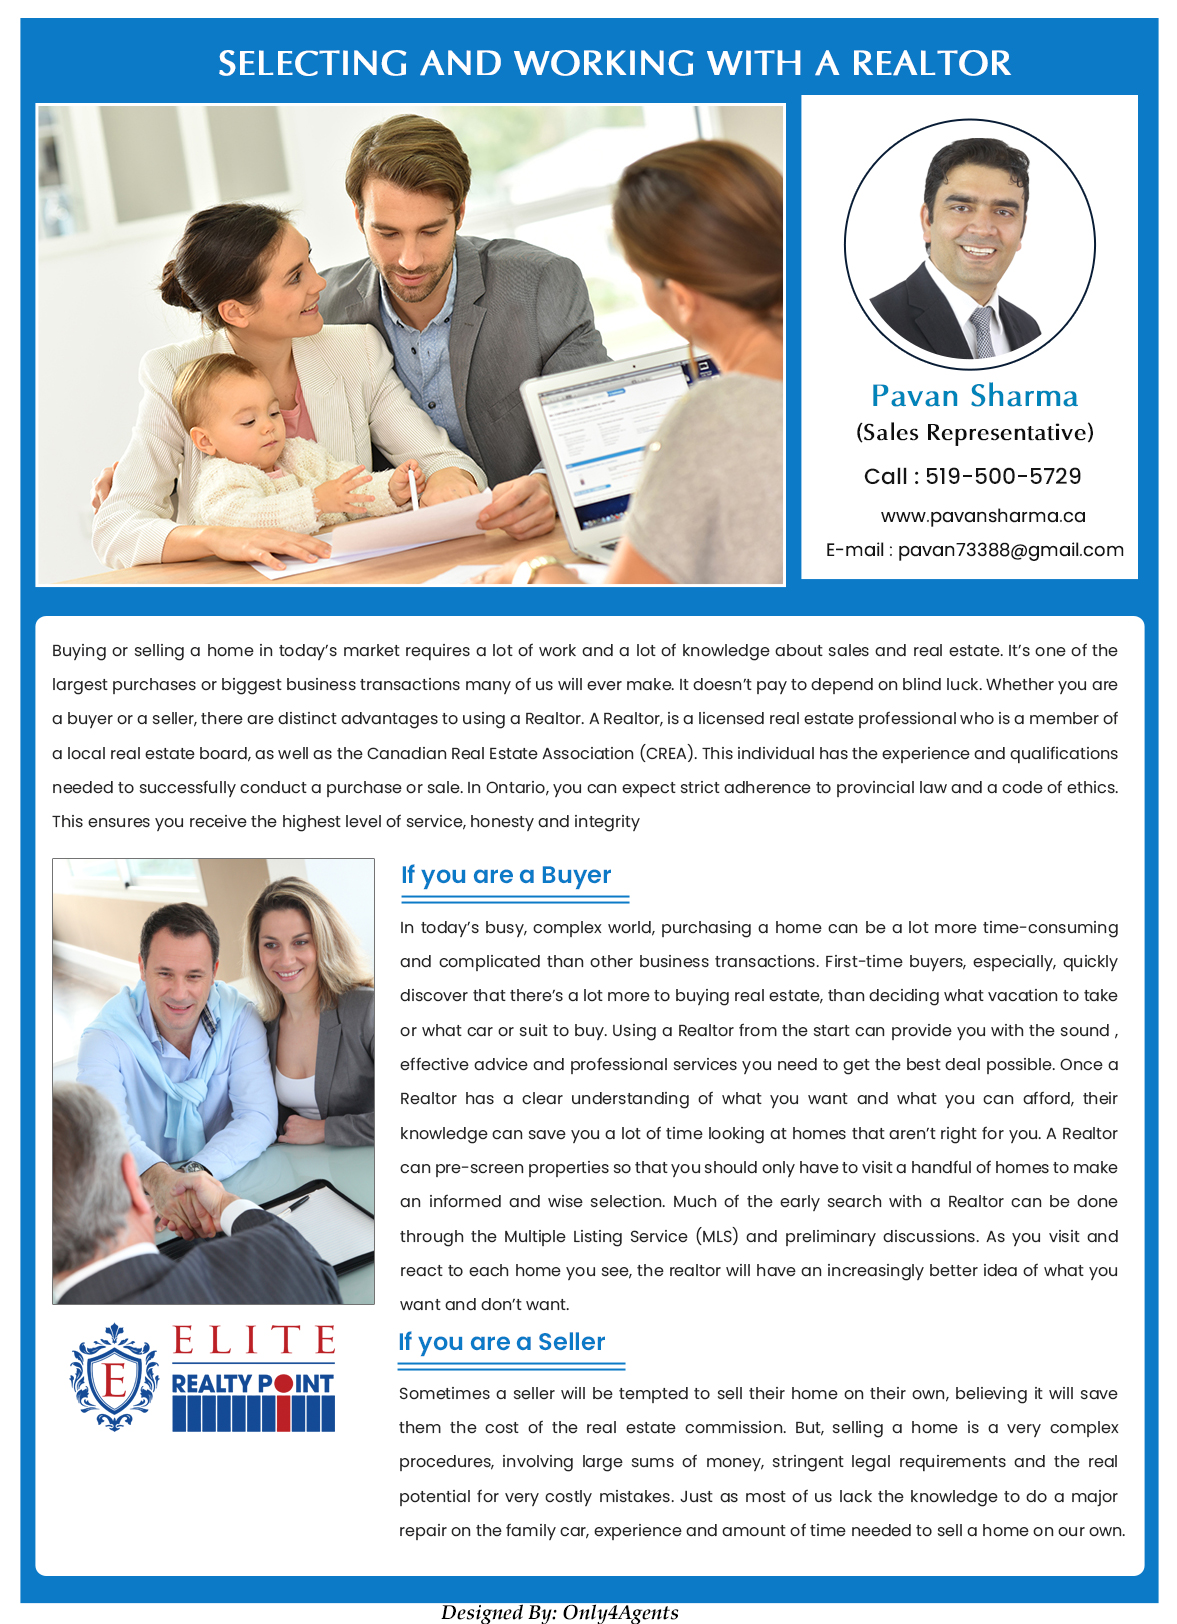 SELECTING AND WORKING WITH A REALTOR
Pavan Sharma
(Sales Representative)
Call : 519-500-5729
www.pavansharma.ca
E-mail : pavan73388@gmail.com
Buying or selling a home in today’s market requires a lot of work and a lot of knowledge about sales and real estate. It’s one of the
largest purchases or biggest business transactions many of us will ever make. It doesn’t pay to depend on blind luck. Whether you are
a buyer or a seller, there are distinct advantages to using a Realtor. A Realtor, is a licensed real estate professional who is a member of
a local real estate board, as well as the Canadian Real Estate Association (CREA). This individual has the experience and qualifications
needed to successfully conduct a purchase or sale. In Ontario, you can expect strict adherence to provincial law and a code of ethics.
This ensures you receive the highest level of service, honesty and integrity
If you are a Buyer
In today’s busy, complex world, purchasing a home can be a lot more time-consuming
and complicated than other business transactions. First-time buyers, especially, quickly
discover that there’s a lot more to buying real estate, than deciding what vacation to take
or what car or suit to buy. Using a Realtor from the start can provide you with the sound ,
effective advice and professional services you need to get the best deal possible. Once a
Realtor has a clear understanding of what you want and what you can afford, their
knowledge can save you a lot of time looking at homes that aren’t right for you. A Realtor
can pre-screen properties so that you should only have to visit a handful of homes to make
an informed and wise selection. Much of the early search with a Realtor can be done
through the Multiple Listing Service (MLS) and preliminary discussions. As you visit and
react to each home you see, the realtor will have an increasingly better idea of what you
want and don’t want.
E
ELITE
REALTY POINT
If you are a Seller
Sometimes a seller will be tempted to sell their home on their own, believing it will save
them the cost of the real estate commission. But, selling a home is a very complex
procedures, involving large sums of money, stringent legal requirements and the real
potential for very costly mistakes. Just as most of us lack the knowledge to do a major
repair on the family car, experience and amount of time needed to sell a home on our own.
Designed By: Only4Agents